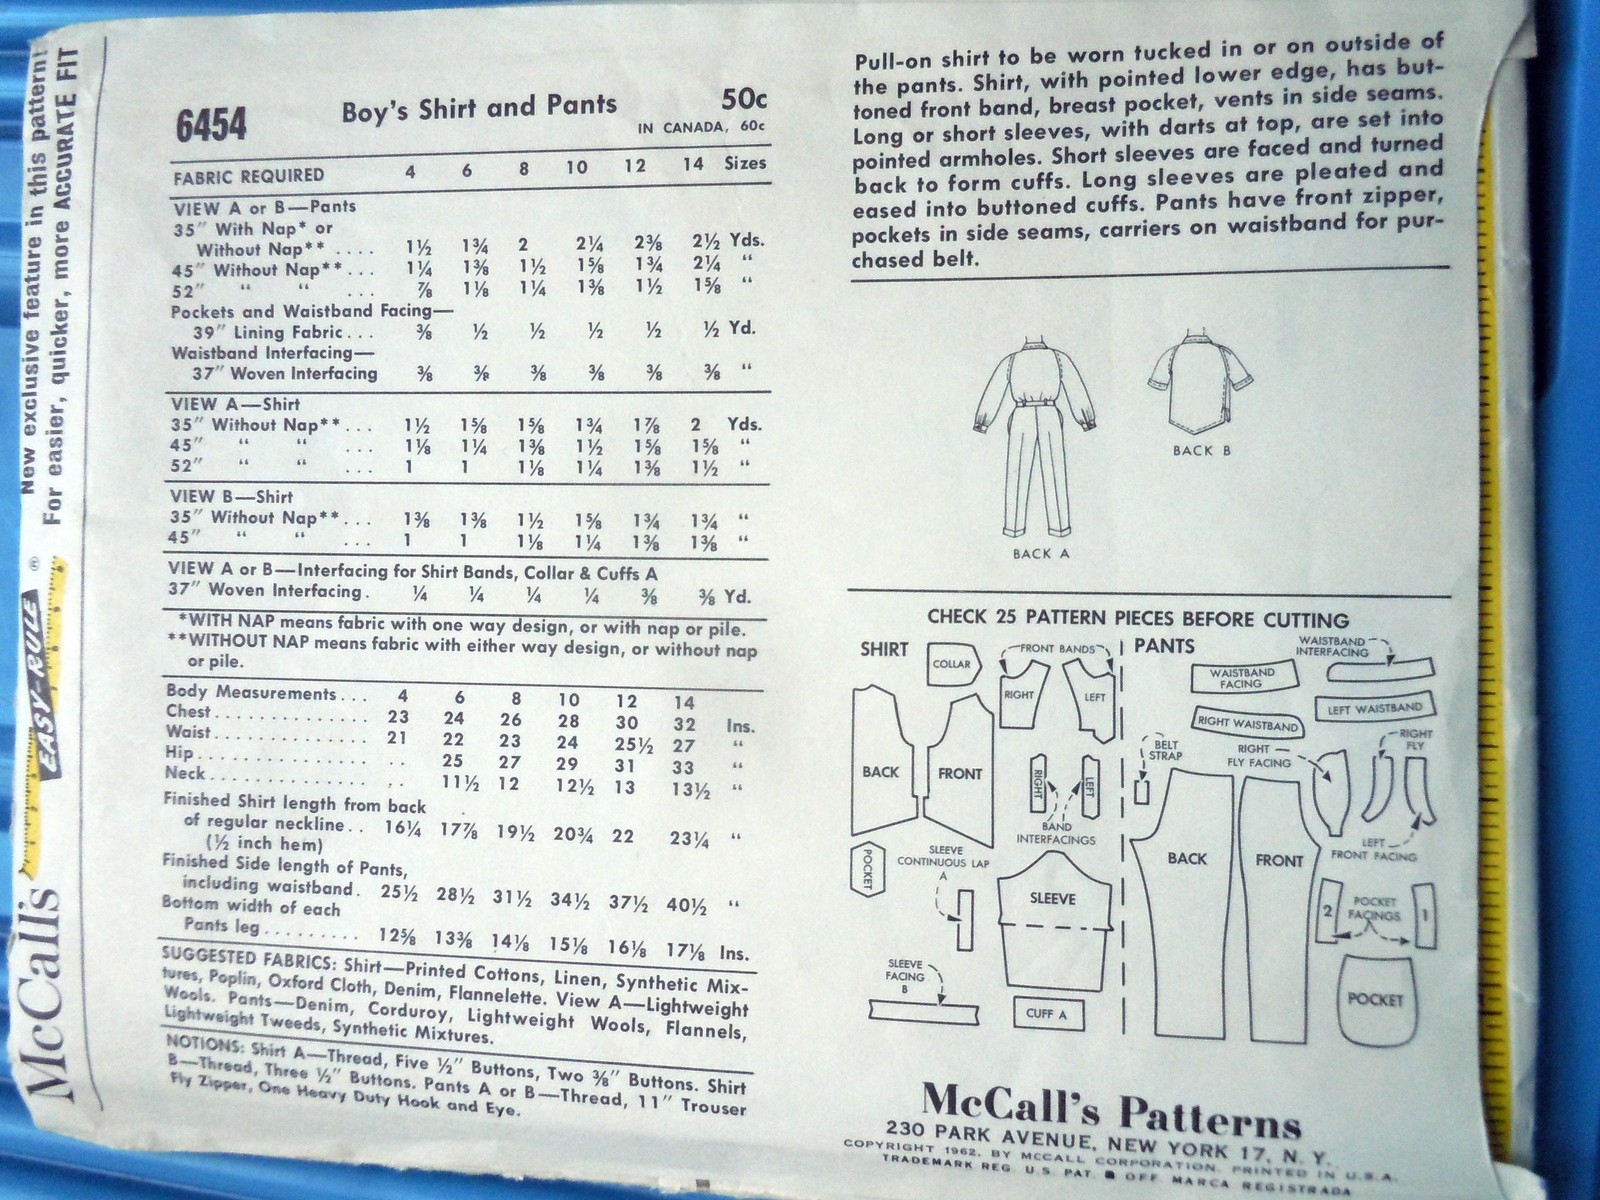 New exclusive feature in this pattern!
For easier, quicker, more ACCURATE FIT
EASY-RULE ®
McCall's
6454 Boy's Shirt and Pants 50c
IN CANADA, 60c
FABRIC REQUIRED 4 6 8 10 12 14 Sizes
VIEW A or B—Pants
35″ With Nap* or
Without Nap** .... 1½ 1¾ 2 2¼ 2⅜ 2½ Yds.
45″ Without Nap** ... 1¼ 1⅜ 1½ 1⅝ 1¾ 2¼ “
52″ “ “ ... ⅞ 1⅛ 1¼ 1⅜ 1½ 1⅝ “
Pockets and Waistband Facing—
39″ Lining Fabric... ⅜ ½ ½ ½ ½ ½ Yd.
Waistband Interfacing—
37″ Woven Interfacing ⅜ ⅜ ⅜ ⅜ ⅜ ⅜ “
VIEW A—Shirt
35″ Without Nap** ... 1½ 1⅝ 1⅝ 1¾ 1⅞ 2 Yds.
45″ “ “ ... 1⅛ 1¼ 1⅜ 1½ 1⅝ 1⅝ “
52″ “ “ ... 1 1 1⅛ 1¼ 1⅜ 1½ “
VIEW B—Shirt
35″ Without Nap** ... 1⅜ 1⅜ 1½ 1⅝ 1¾ 1¾ “
45″ “ “ ... 1 1 1⅛ 1¼ 1⅜ 1⅜ “
VIEW A or B—Interfacing for Shirt Bands, Collar & Cuffs A
37″ Woven Interfacing . ¼ ¼ ¼ ¼ ⅜ ⅜ Yd.
*WITH NAP means fabric with one way design, or with nap or pile.
**WITHOUT NAP means fabric with either way design, or without nap
or pile.
Body Measurements... 4 6 8 10 12 14
Chest.............. 23 24 26 28 30 32 Ins.
Waist.............. 21 22 23 24 25½ 27 “
Hip................ .. 25 27 29 31 33 “
Neck............... .. 11½ 12 12½ 13 13½ “
Finished Shirt length from back
of regular neckline.. 16¼ 17⅞ 19½ 20¾ 22 23¼ “
(½ inch hem)
Finished Side length of Pants,
including waistband. 25½ 28½ 31½ 34½ 37½ 40½ “
Bottom width of each
Pants leg......... 12⅝ 13⅜ 14⅛ 15⅛ 16⅛ 17⅛ Ins.
SUGGESTED FABRICS: Shirt—Printed Cottons, Linen, Synthetic Mix-
tures, Poplin, Oxford Cloth, Denim, Flannelette. View A—Lightweight
Wools. Pants—Denim, Corduroy, Lightweight Wools, Flannels,
Lightweight Tweeds, Synthetic Mixtures.
NOTIONS: Shirt A—Thread, Five ½″ Buttons, Two ⅜″ Buttons. Shirt
B—Thread, Three ½″ Buttons. Pants A or B—Thread, 11″ Trouser
Fly Zipper, One Heavy Duty Hook and Eye.
Pull-on shirt to be worn tucked in or on outside of
the pants. Shirt, with pointed lower edge, has but-
toned front band, breast pocket, vents in side seams.
Long or short sleeves, with darts at top, are set into
pointed armholes. Short sleeves are faced and turned
back to form cuffs. Long sleeves are pleated and
eased into buttoned cuffs. Pants have front zipper,
pockets in side seams, carriers on waistband for pur-
chased belt.
BACK A
BACK B
CHECK 25 PATTERN PIECES BEFORE CUTTING
SHIRT
COLLAR
FRONT BANDS
RIGHT
LEFT
BACK
FRONT
RIGHT
LEFT
BAND
INTERFACINGS
POCKET
SLEEVE
CONTINUOUS LAP
A
SLEEVE
SLEEVE
FACING
B
CUFF A
PANTS
WAISTBAND
INTERFACING
WAISTBAND
FACING
LEFT WAISTBAND
RIGHT WAISTBAND
BELT
STRAP
RIGHT
FLY FACING
RIGHT
FLY
BACK
FRONT
LEFT
FRONT FACING
2
POCKET
FACINGS
1
POCKET
McCall's Patterns
230 PARK AVENUE, NEW YORK 17, N. Y.
COPYRIGHT 1962, BY MCCALL CORPORATION. PRINTED IN U.S.A.
TRADEMARK REG. U.S. PAT. ■ OFF. MARCA REGISTRADA